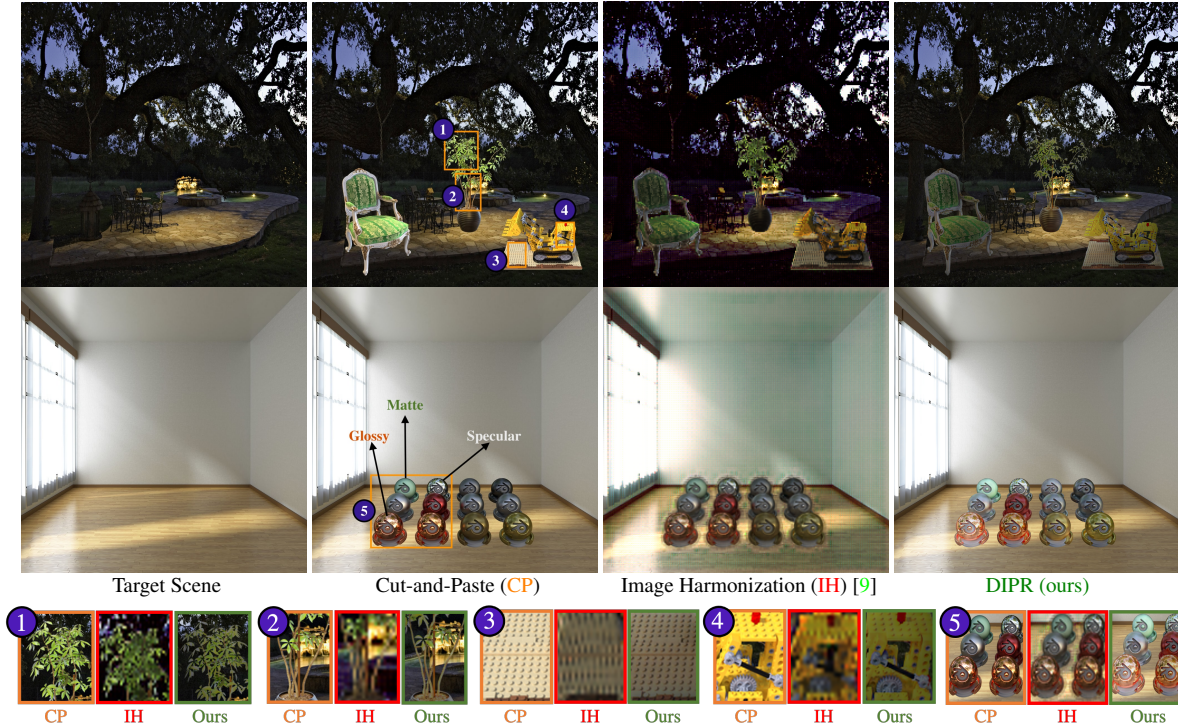 1
2
4
3
Matte
Glossy
Specular
5
Target Scene
Cut-and-Paste (CP)
Image Harmonization (IH) [9]
DIPR (ours)
1
2
3
4
5
CP IH Ours
CP IH Ours
CP IH Ours
CP IH Ours
CP IH Ours